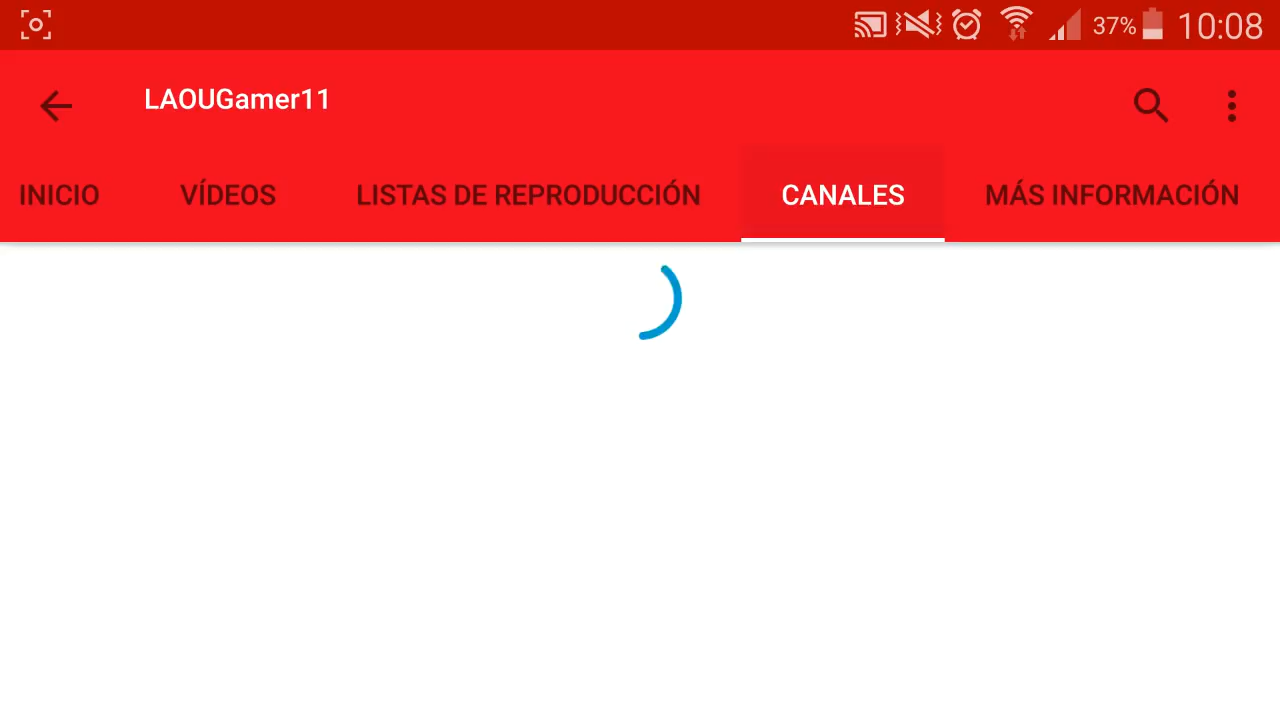 37% 10:08
LAOUGamer11
INICIO VÍDEOS LISTAS DE REPRODUCCIÓN CANALES MÁS INFORMACIÓN